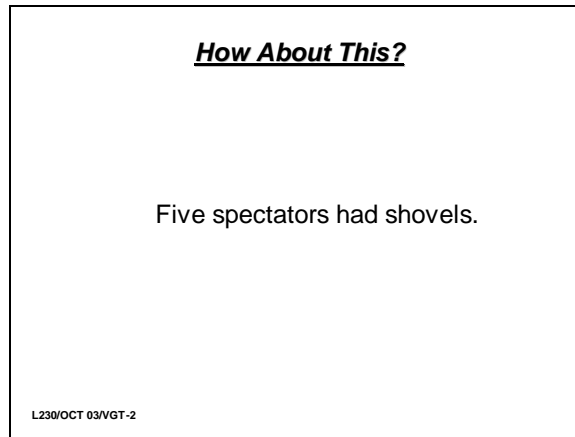 How About This?
Five spectators had shovels.
L230/OCT 03/VGT-2